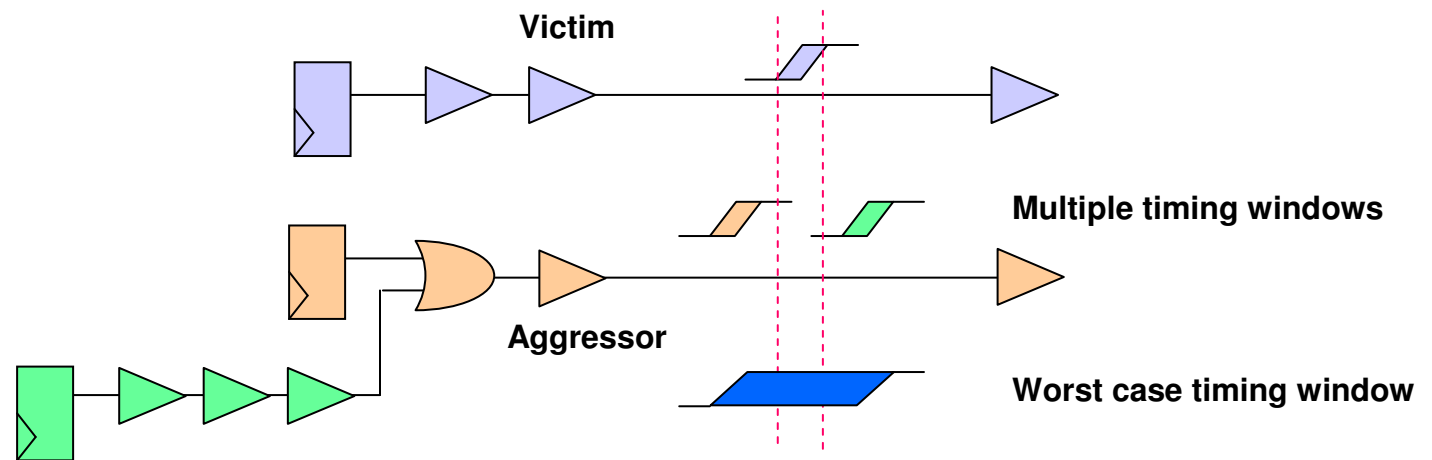 Victim
Multiple timing windows
Aggressor
Worst case timing window